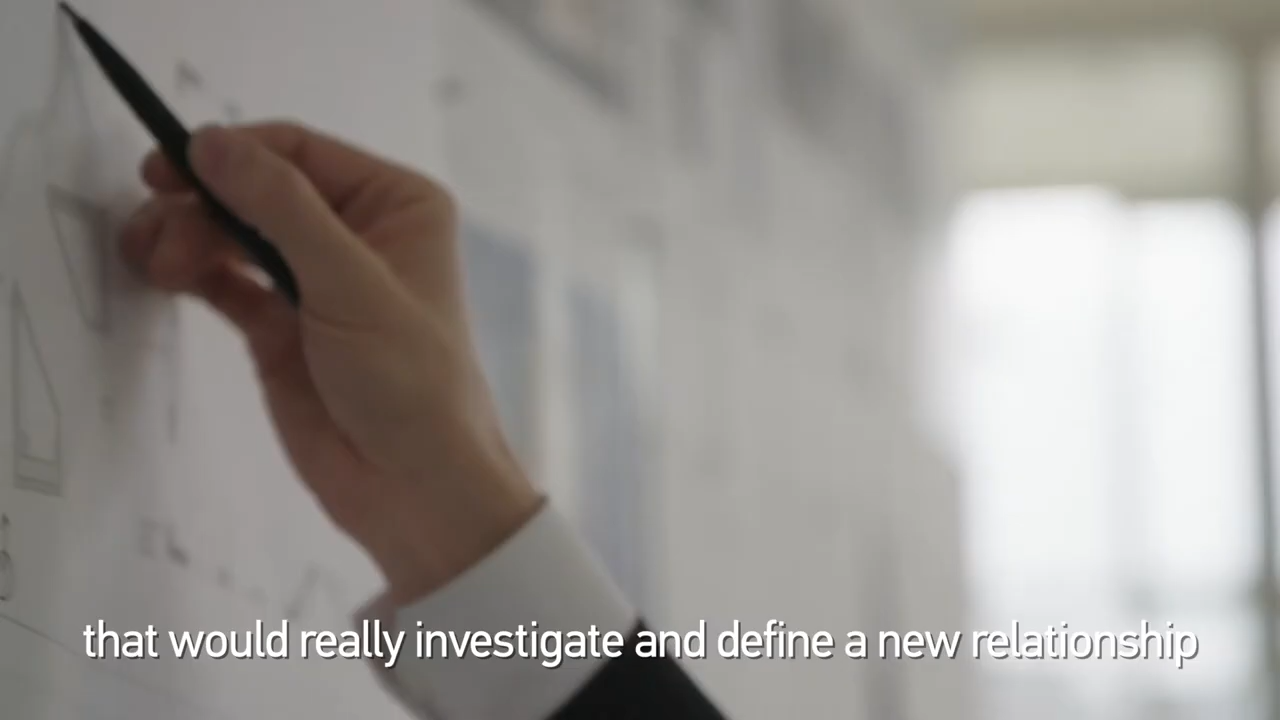 that would really investigate and define a new relationship